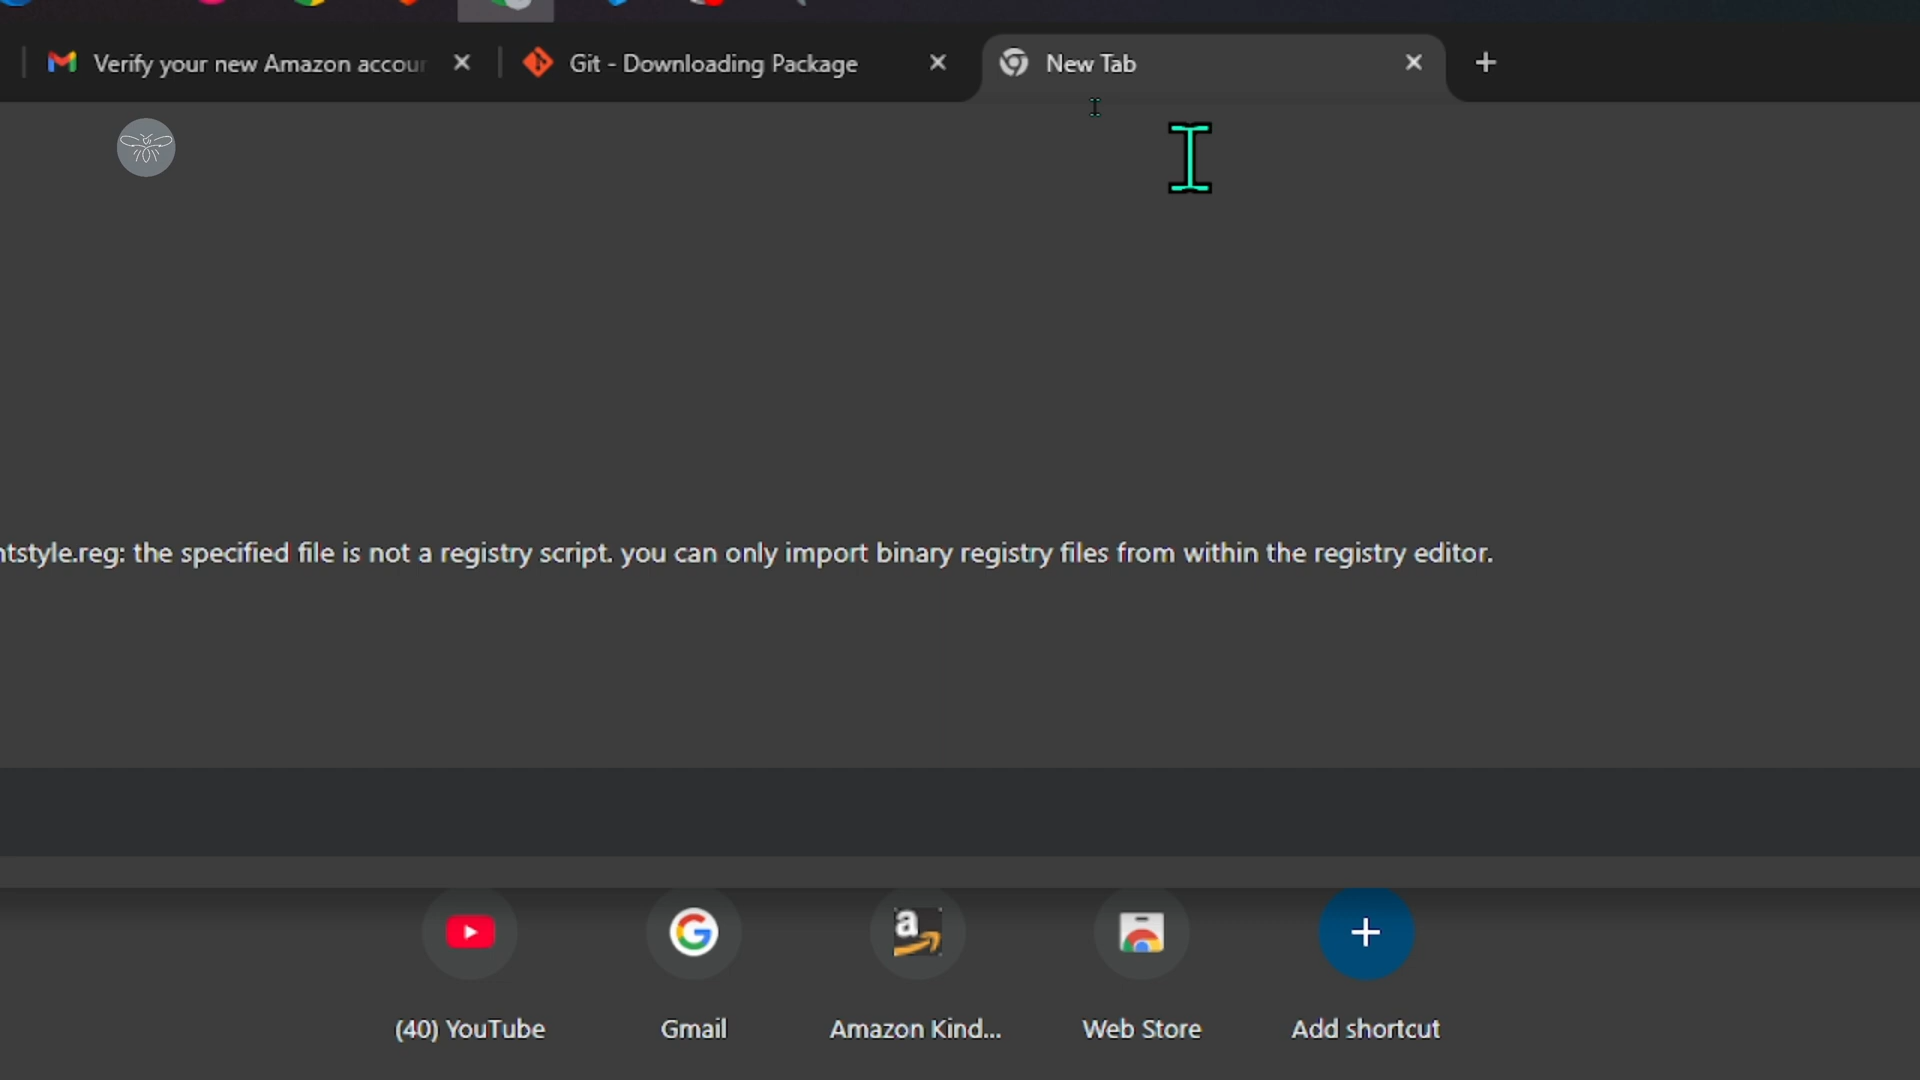 Verify your new Amazon accour
Git - Downloading Package
New Tab
ntstyle.reg: the specified file is not a registry script. you can only import binary registry files from within the registry editor.
(40) YouTube
Gmail
Amazon Kind...
Web Store
Add shortcut